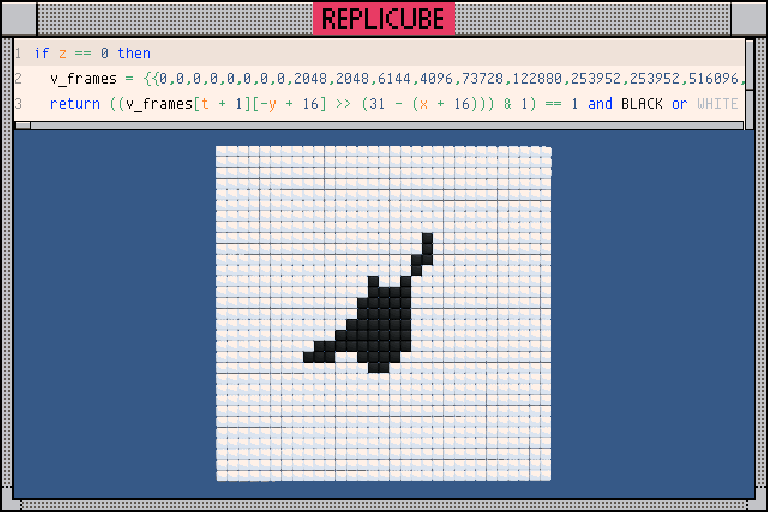 REPLICUBE
1 if z == 0 then
2 v_frames = {{0,0,0,0,0,0,0,0,2048,2048,6144,4096,73728,122880,253952,253952,516096,
3 return ((v_frames[t + 1][-y + 16] >> (31 - (x + 16))) & 1) == 1 and BLACK or WHITE